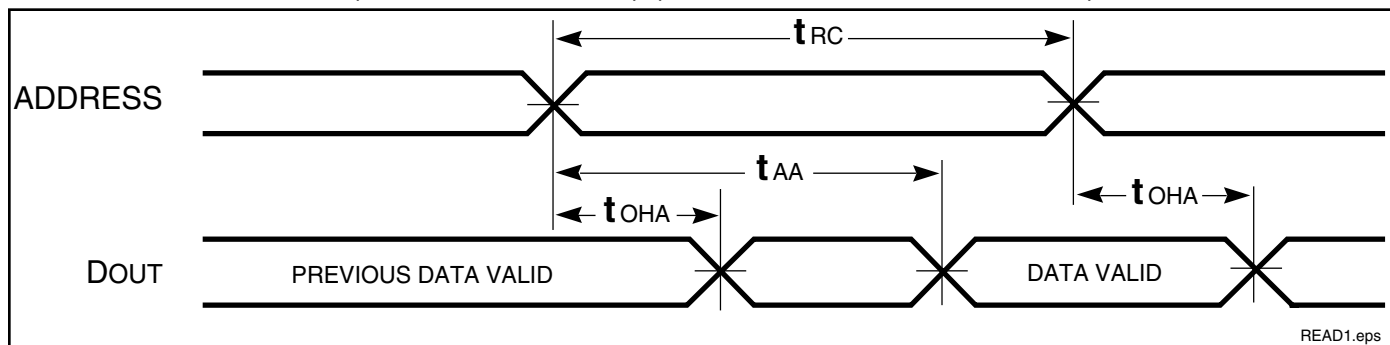 tRC
ADDRESS
tAA
tOHA
tOHA
DOUT
PREVIOUS DATA VALID
DATA VALID
READ1.eps